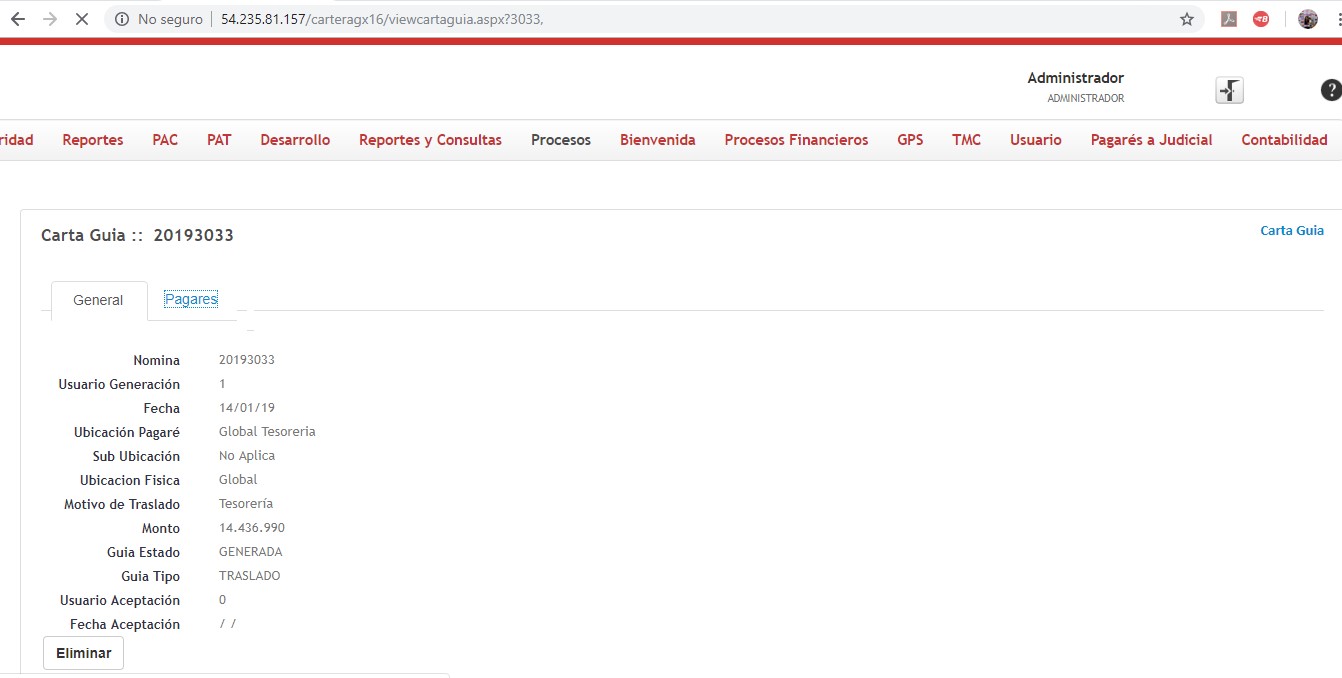 No seguro 54.235.81.157/carteragx16/viewcartaguia.aspx?3033,
Administrador
ADMINISTRADOR
ridad Reportes PAC PAT Desarrollo Reportes y Consultas Procesos Bienvenida Procesos Financieros GPS TMC Usuario Pagarés a Judicial Contabilidad
Carta Guia :: 20193033
Carta Guia
General Pagares
Nomina 20193033
Usuario Generación 1
Fecha 14/01/19
Ubicación Pagaré Global Tesoreria
Sub Ubicación No Aplica
Ubicacion Fisica Global
Motivo de Traslado Tesorería
Monto 14.436.990
Guia Estado GENERADA
Guia Tipo TRASLADO
Usuario Aceptación 0
Fecha Aceptación / /
Eliminar